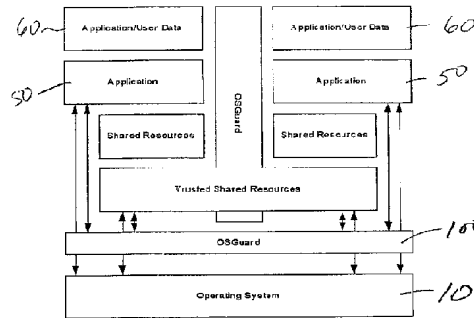 60 Application/User Data Application/User Data 60
50 Application Application 50
OSGuard
Shared Resources Shared Resources
Trusted Shared Resources
OSGuard 100
Operating System 10